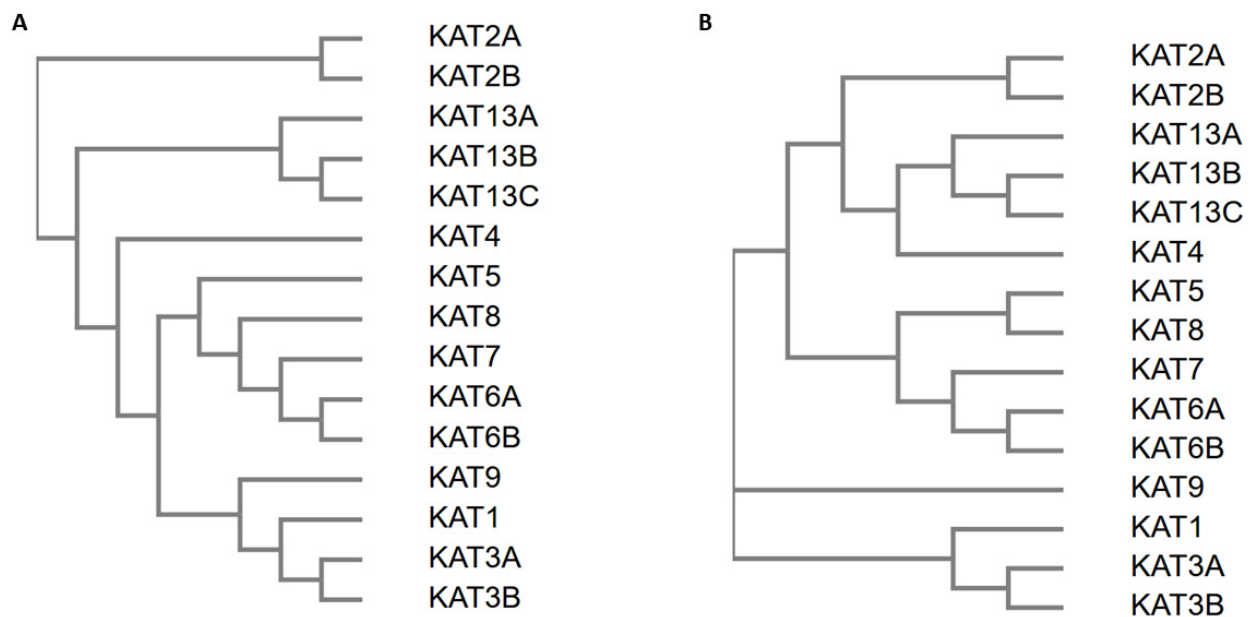 A
KAT2A
KAT2B
KAT13A
KAT13B
KAT13C
KAT4
KAT5
KAT8
KAT7
KAT6A
KAT6B
KAT9
KAT1
KAT3A
KAT3B
B
KAT2A
KAT2B
KAT13A
KAT13B
KAT13C
KAT4
KAT5
KAT8
KAT7
KAT6A
KAT6B
KAT9
KAT1
KAT3A
KAT3B